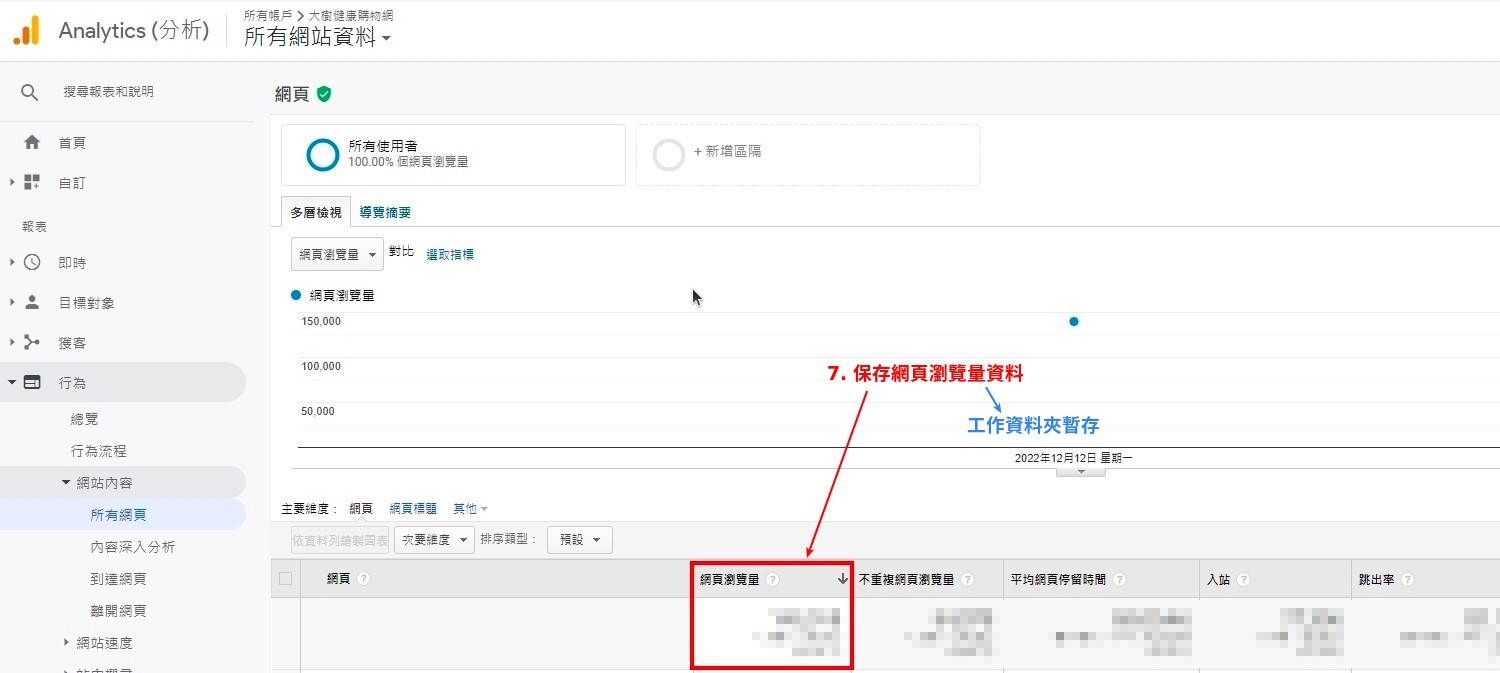 Analytics (分析)
所有帳戶 > 大樹健康購物網
所有網站資料
搜尋報表和說明
首頁
自訂
報表
即時
目標對象
獲客
行為
總覽
行為流程
網站內容
所有網頁
內容深入分析
到達網頁
離開網頁
網站速度
網頁
所有使用者
100.00% 個網頁瀏覽量
+ 新增區隔
多層檢視 導覽摘要
網頁瀏覽量 對比 選取指標
網頁瀏覽量
150,000
100,000
50,000
7. 保存網頁瀏覽量資料
工作資料夾暫存
2022年12月12日 星期一
主要維度： 網頁 網頁標題 其他
依資料列繪製圖表 次要維度 排序類型： 預設
網頁 ? 網頁瀏覽量 ? 不重複網頁瀏覽量 ? 平均網頁停留時間 ? 入站 ? 跳出率 ?